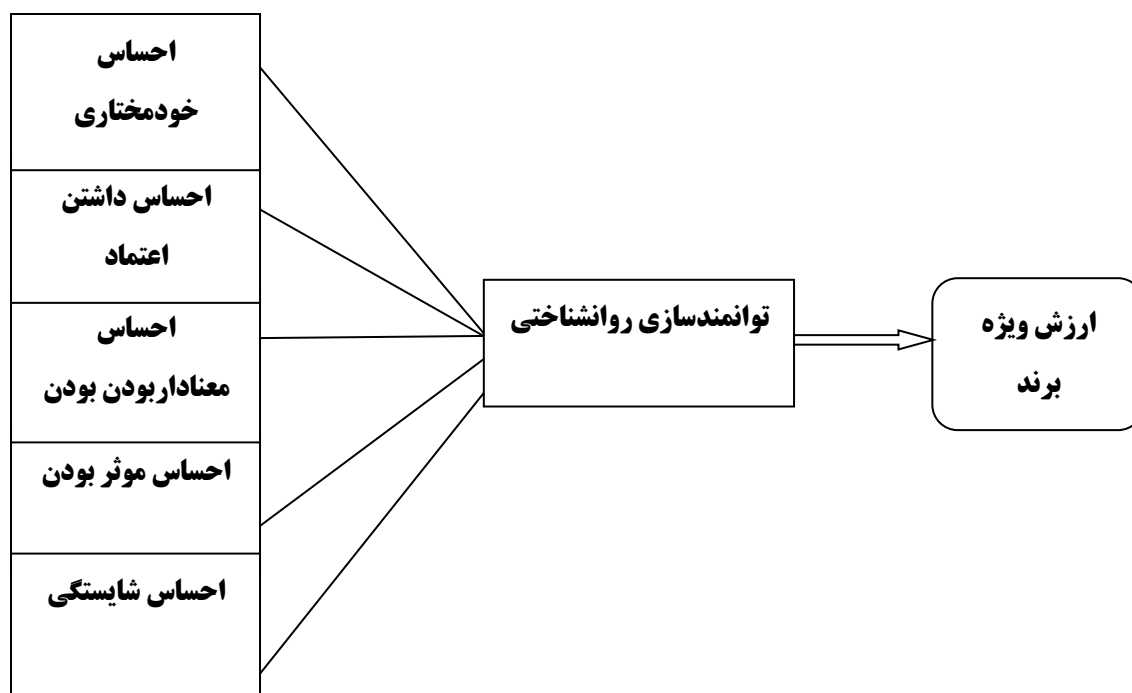 احساس
خودمختاری
احساس داشتن
اعتماد
احساس
معناداربودن بودن
احساس موثر بودن
احساس شایستگی
توانمندسازی روانشناختی
ارزش ویژه
برند